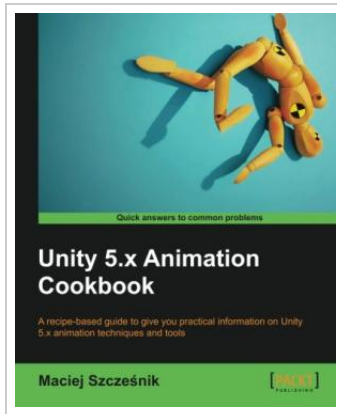 Quick answers to common problems
Unity 5.x Animation
Cookbook
A recipe-based guide to give you practical information on Unity
5.x animation techniques and tools
Maciej Szcześnik
[PACKT]
PUBLISHING